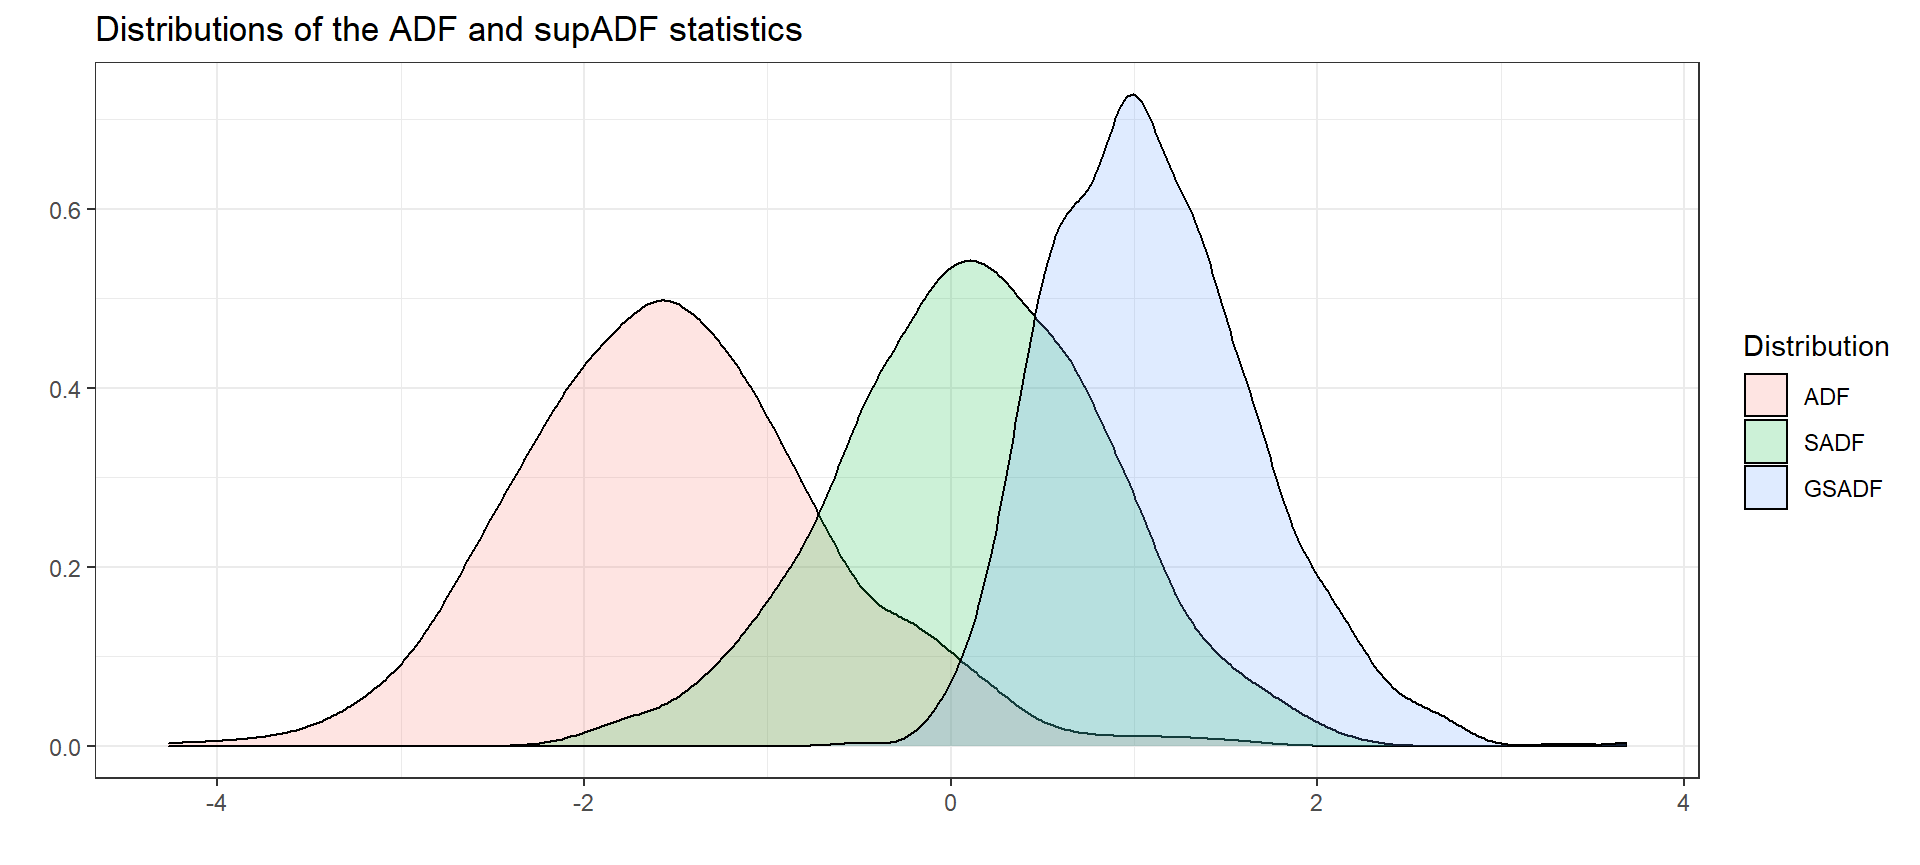 Distributions of the ADF and supADF statistics
0.6
0.4
0.2
0.0
-4
-2
0
2
4
Distribution
ADF
SADF
GSADF